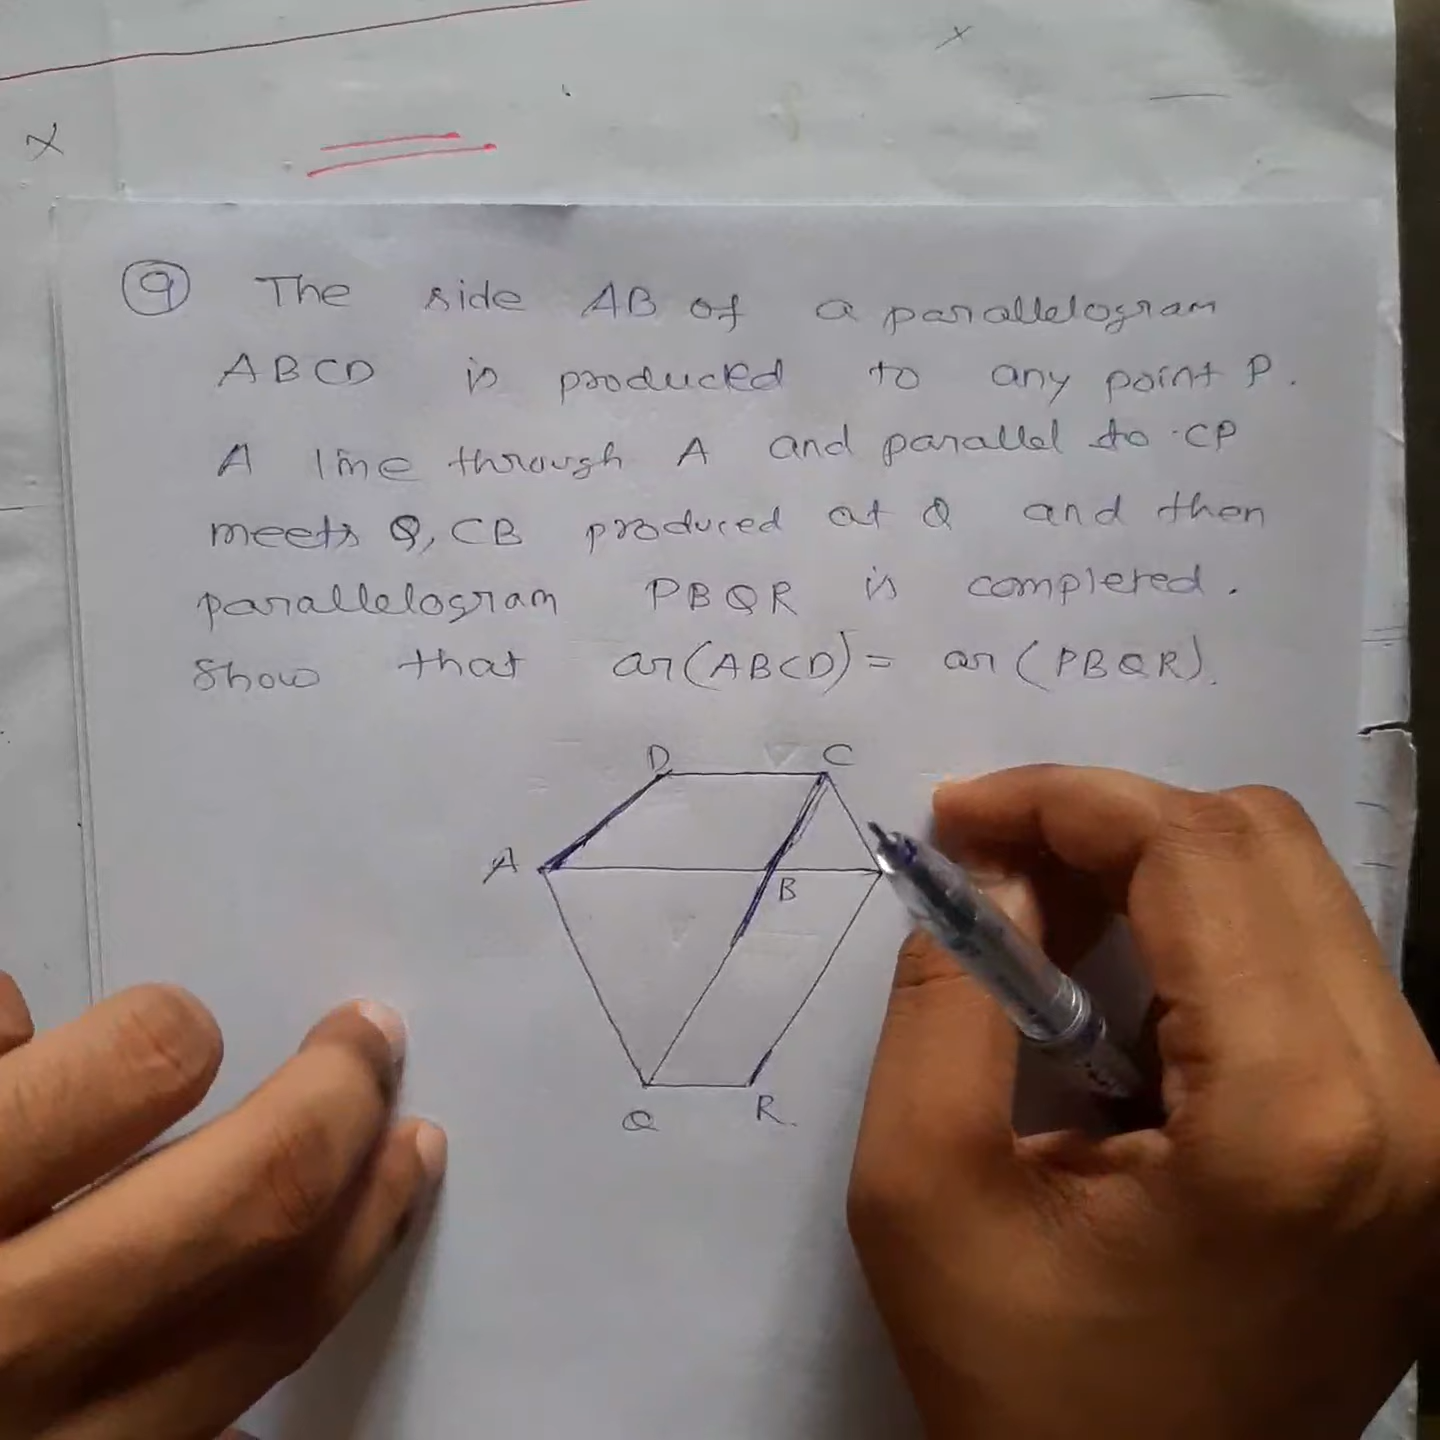 x
x
9 The side AB of a parallelogram
ABCD is produced to any point P.
A line through A and parallel to CP
meets Q, CB produced at Q and then
parallelogram PBQR is completed.
Show that ar(ABCD) = ar(PBQR).
D C
A
B
Q R.